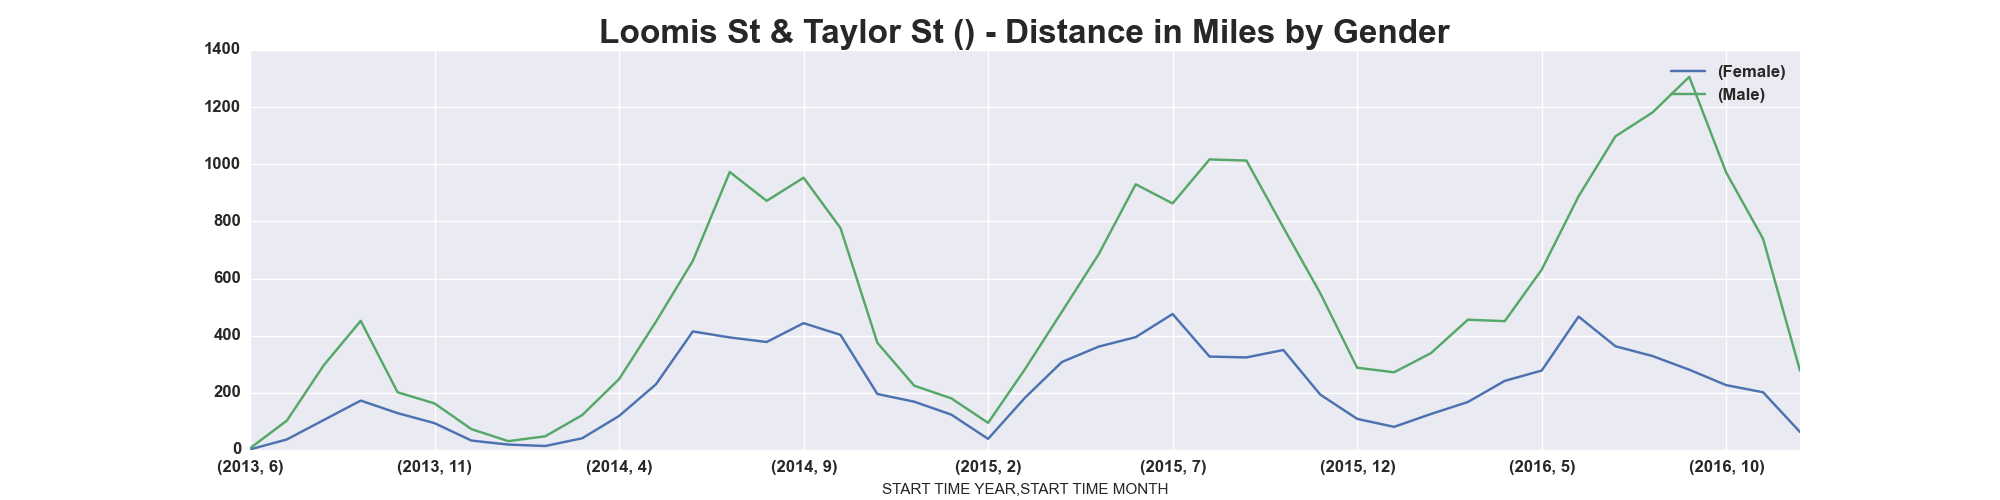 Loomis St & Taylor St () - Distance in Miles by Gender
1400
1200
1000
800
600
400
200
0
(Female)
(Male)
(2013, 6) (2013, 11) (2014, 4) (2014, 9) (2015, 2) (2015, 7) (2015, 12) (2016, 5) (2016, 10)
START TIME YEAR,START TIME MONTH